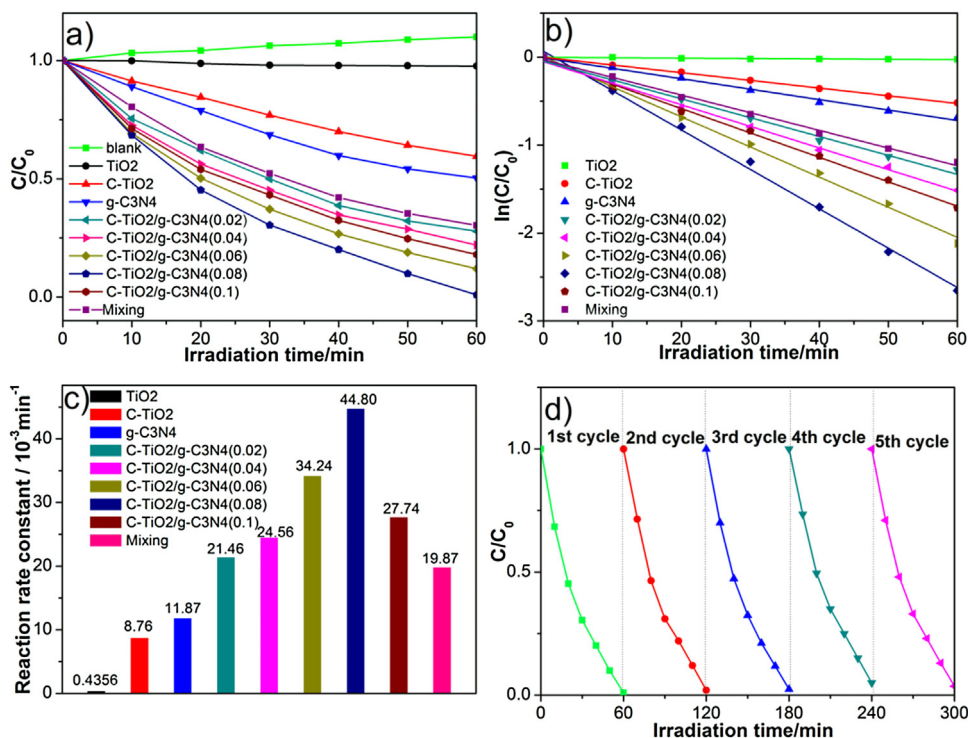 a)
1.0
0.5
0.0
C/C0
blank
TiO2
C-TiO2
g-C3N4
C-TiO2/g-C3N4(0.02)
C-TiO2/g-C3N4(0.04)
C-TiO2/g-C3N4(0.06)
C-TiO2/g-C3N4(0.08)
C-TiO2/g-C3N4(0.1)
Mixing
0 10 20 30 40 50 60
Irradiation time/min
b)
0
-1
-2
-3
ln(C/C0)
TiO2
C-TiO2
g-C3N4
C-TiO2/g-C3N4(0.02)
C-TiO2/g-C3N4(0.04)
C-TiO2/g-C3N4(0.06)
C-TiO2/g-C3N4(0.08)
C-TiO2/g-C3N4(0.1)
Mixing
0 10 20 30 40 50 60
Irradiation time/min
c)
40
30
20
10
0
Reaction rate constant / 10-3min-1
TiO2
C-TiO2
g-C3N4
C-TiO2/g-C3N4(0.02)
C-TiO2/g-C3N4(0.04)
C-TiO2/g-C3N4(0.06)
C-TiO2/g-C3N4(0.08)
C-TiO2/g-C3N4(0.1)
Mixing
0.4356
8.76
11.87
21.46
24.56
34.24
44.80
27.74
19.87
d)
1st cycle 2nd cycle 3rd cycle 4th cycle 5th cycle
1.0
0.5
0.0
C/C0
0 60 120 180 240 300
Irradiation time/min